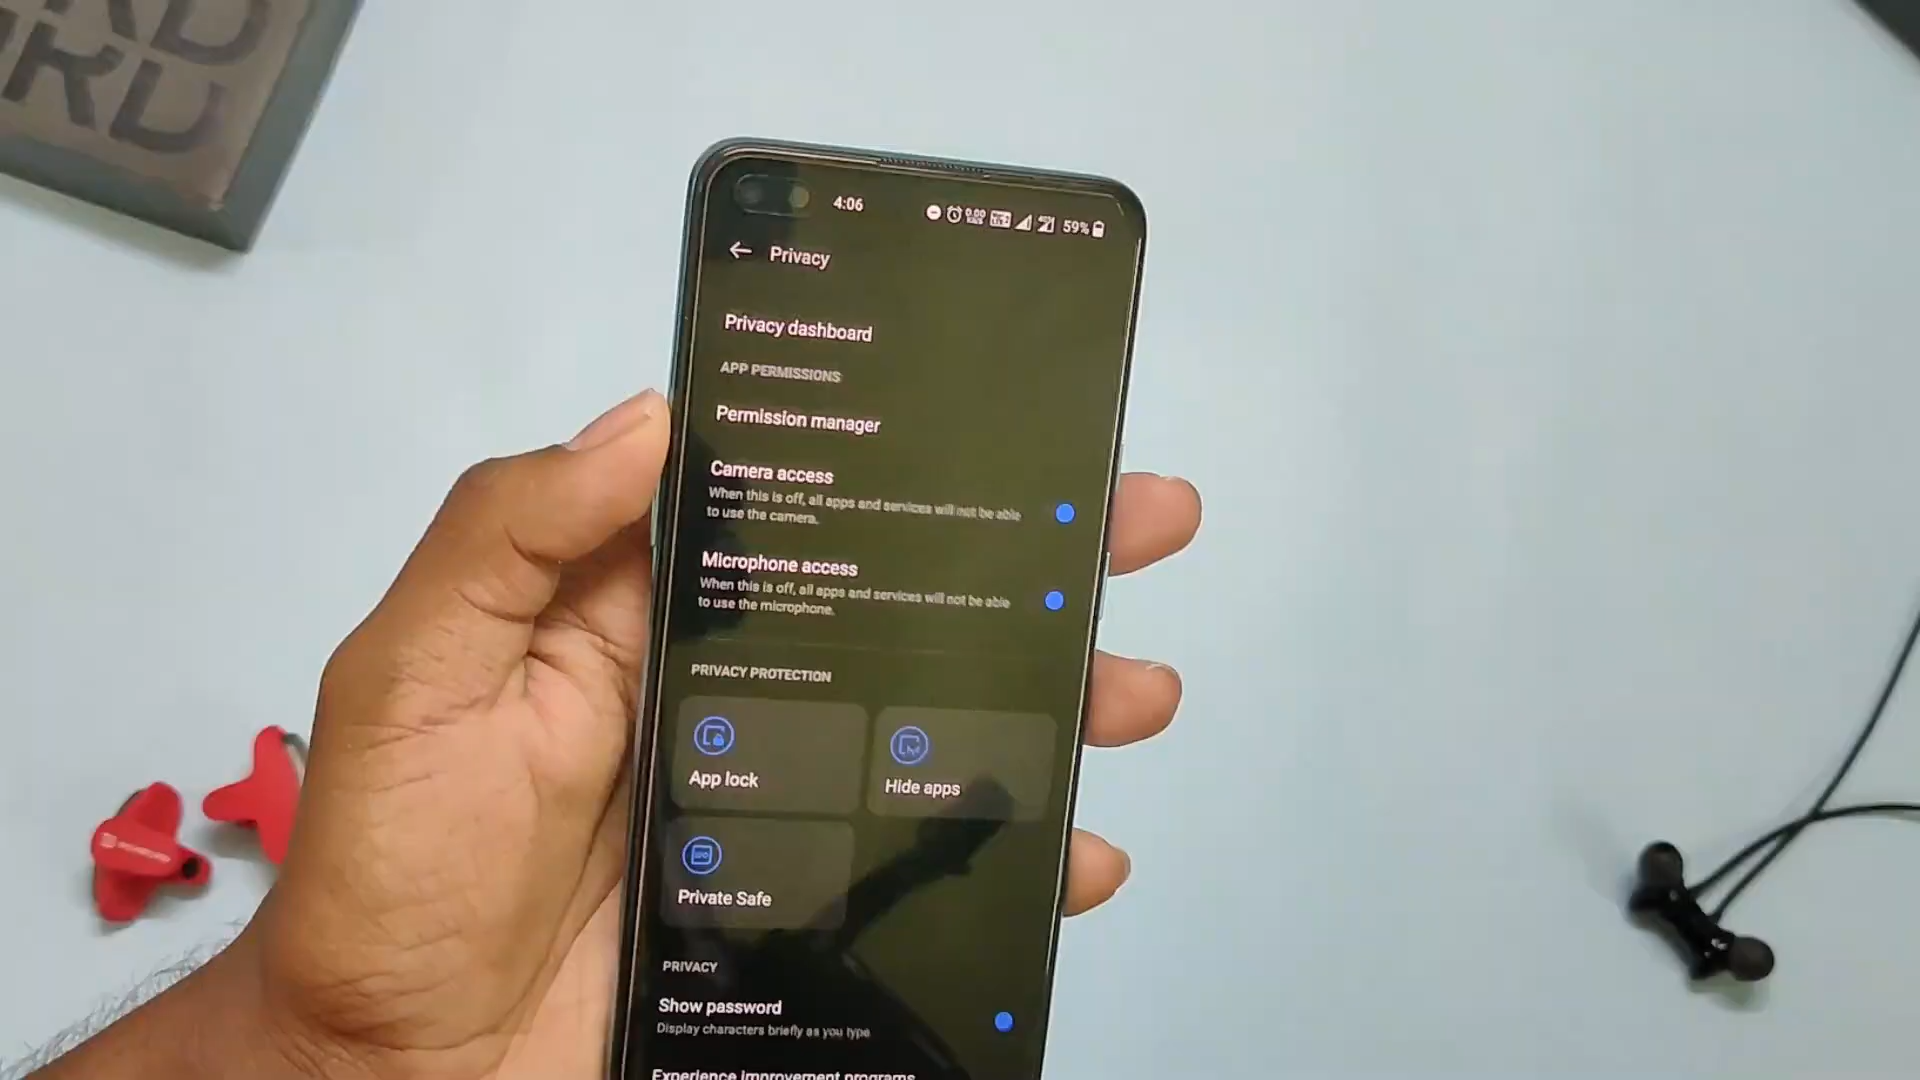 4:06
59%
Privacy
Privacy dashboard
APP PERMISSIONS
Permission manager
Camera access
When this is off, all apps and services will not be able
to use the camera.
Microphone access
When this is off, all apps and services will not be able
to use the microphone.
PRIVACY PROTECTION
App lock
Hide apps
Private Safe
PRIVACY
Show password
Display characters briefly as you type
Experience improvement programs